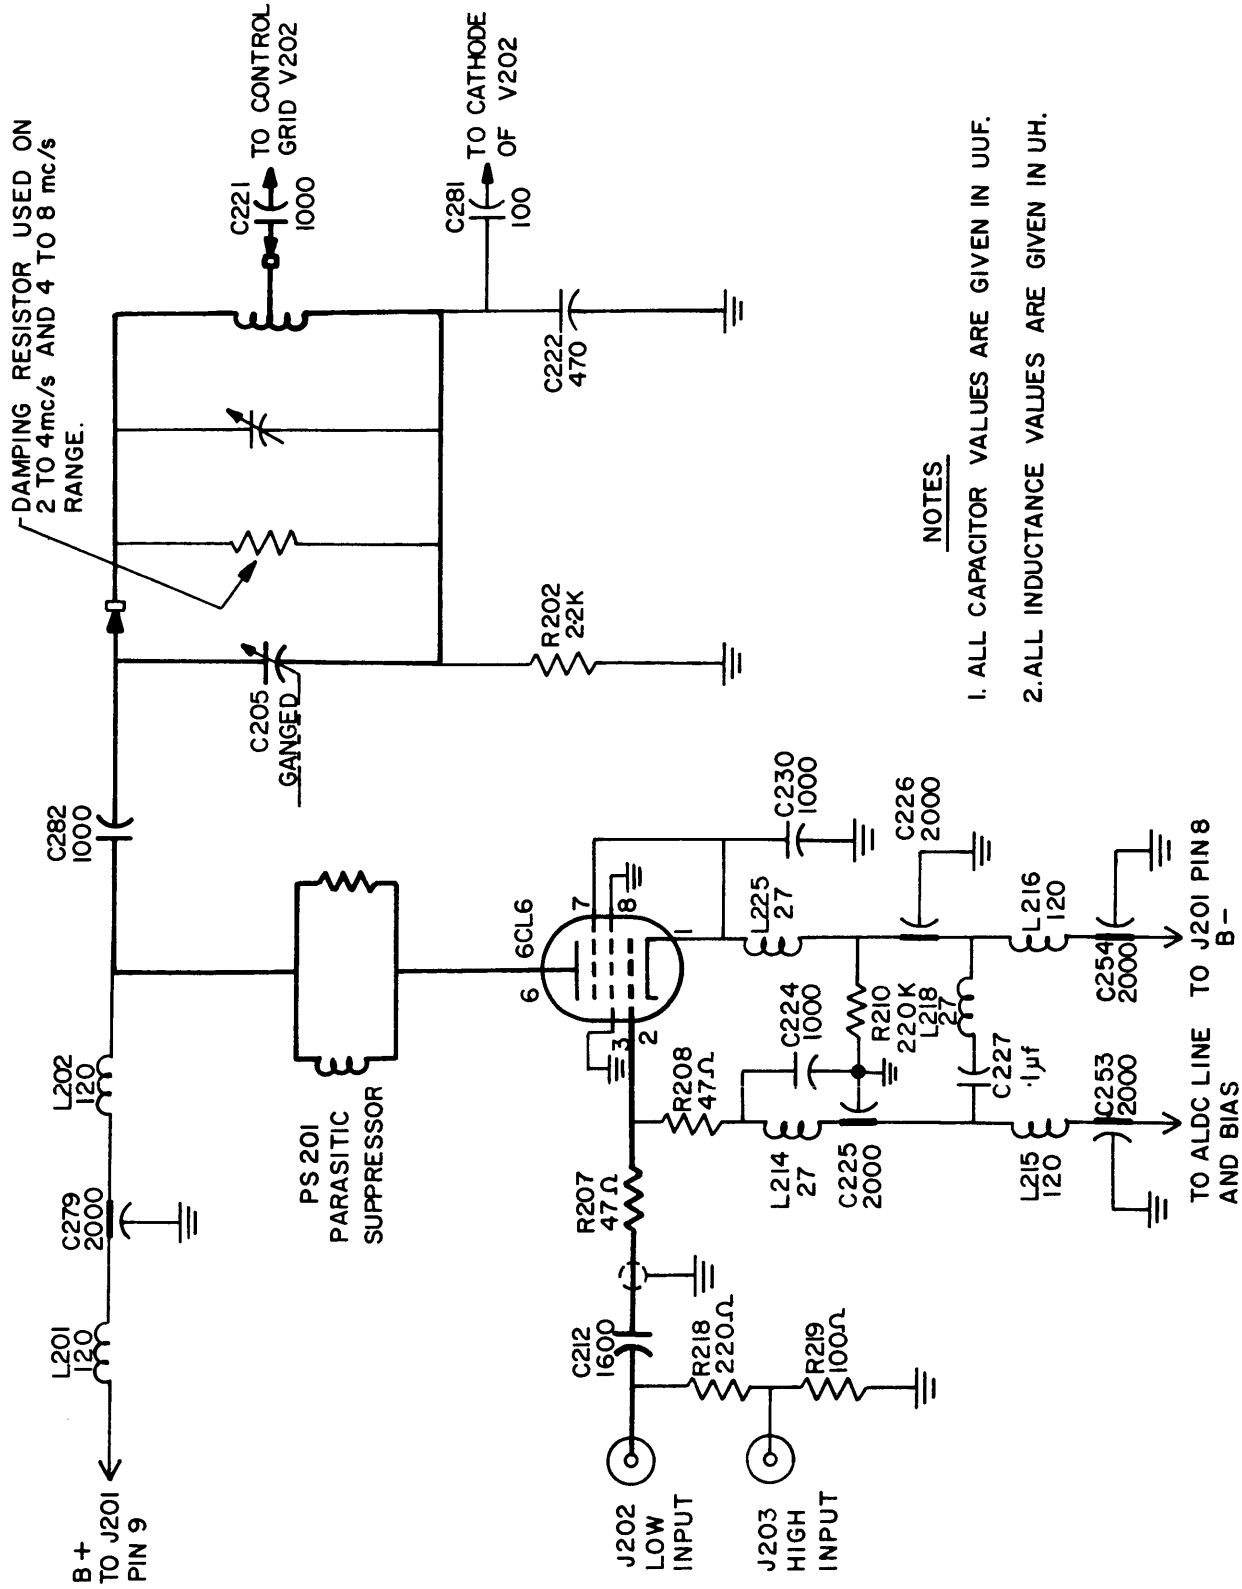 DAMPING RESISTOR USED ON
2 TO 4mc/s AND 4 TO 8 mc/s
RANGE.
B+
TO J201
PIN 9
L201
120
C279
2000
L202
120
C282
1000
C205
GANGED
R202
2.2K
C221
1000
TO CONTROL
GRID V202
C281
100
TO CATHODE
OF V202
C222
470
PS 201
PARASITIC
SUPPRESSOR
6CL6
6
7
8
3
2
1
J202
LOW
INPUT
J203
HIGH
INPUT
C212
1600
R218
220Ω
R219
100Ω
R207
47Ω
R208
47Ω
L214
27
C224
1000
C225
2000
R210
220K
L218
27
C227
.1µf
L215
120
C253
2000
TO ALDC LINE
AND BIAS
L225
27
C230
1000
C226
2000
L216
120
C254
2000
TO J201 PIN 8
B-
NOTES
1. ALL CAPACITOR VALUES ARE GIVEN IN UUF.
2. ALL INDUCTANCE VALUES ARE GIVEN IN UH.